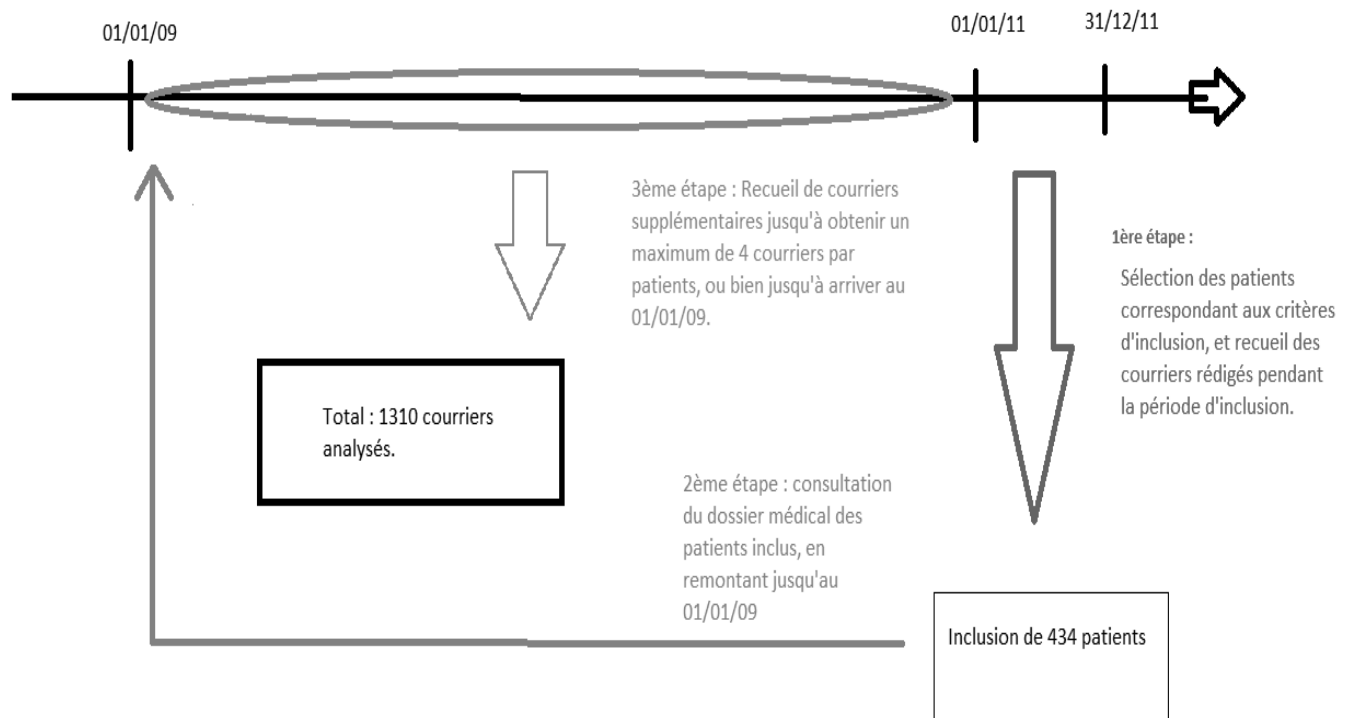 01/01/09
01/01/11
31/12/11
3ème étape : Recueil de courriers
supplémentaires jusqu'à obtenir un
maximum de 4 courriers par
patients, ou bien jusqu'à arriver au
01/01/09.
1ère étape :
Sélection des patients
correspondant aux critères
d'inclusion, et recueil des
courriers rédigés pendant
la période d'inclusion.
Total : 1310 courriers
analysés.
2ème étape : consultation
du dossier médical des
patients inclus, en
remontant jusqu'au
01/01/09
Inclusion de 434 patients